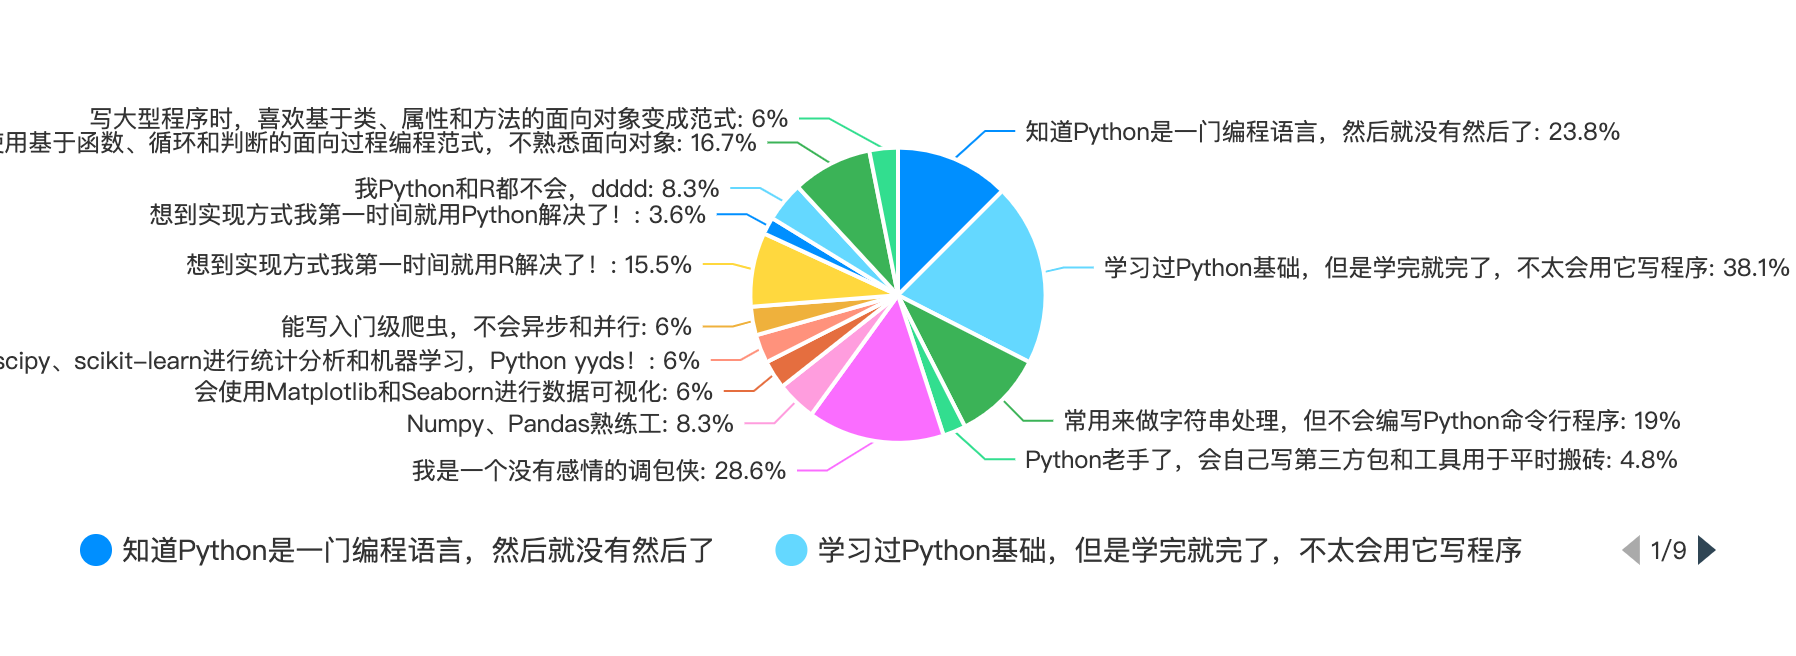 写大型程序时，喜欢基于类、属性和方法的面向对象变成范式: 6%
用基于函数、循环和判断的面向过程编程范式，不熟悉面向对象: 16.7%
知道Python是一门编程语言，然后就没有然后了: 23.8%
我Python和R都不会，dddd: 8.3%
想到实现方式我第一时间就用Python解决了！: 3.6%
想到实现方式我第一时间就用R解决了！: 15.5%
学习过Python基础，但是学完就完了，不太会用它写程序: 38.1%
能写入门级爬虫，不会异步和并行: 6%
scipy、scikit-learn进行统计分析和机器学习，Python yyds！: 6%
会使用Matplotlib和Seaborn进行数据可视化: 6%
Numpy、Pandas熟练工: 8.3%
常用来做字符串处理，但不会编写Python命令行程序: 19%
Python老手了，会自己写第三方包和工具用于平时搬砖: 4.8%
我是一个没有感情的调包侠: 28.6%
知道Python是一门编程语言，然后就没有然后了
学习过Python基础，但是学完就完了，不太会用它写程序
1/9